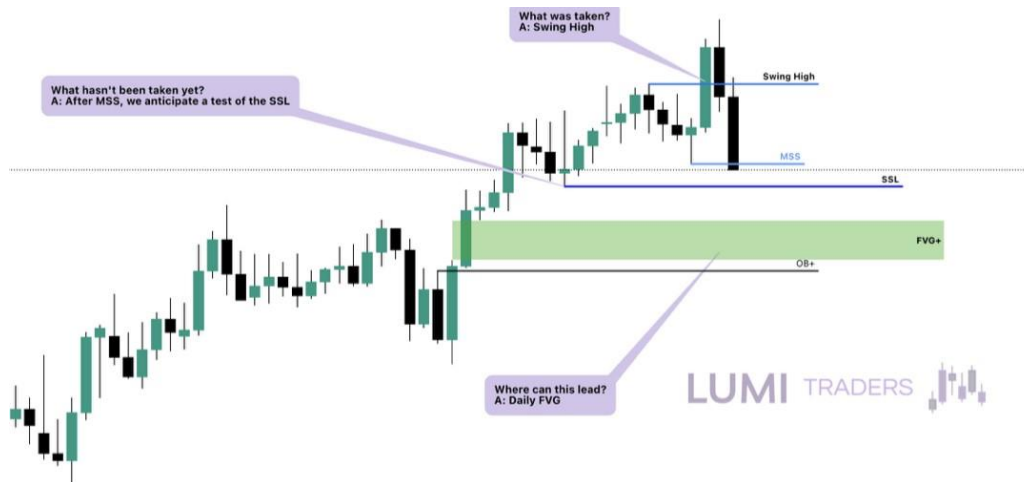 What was taken?
A: Swing High
Swing High
What hasn't been taken yet?
A: After MSS, we anticipate a test of the SSL
MSS
SSL
FVG+
OB+
Where can this lead?
A: Daily FVG
LUMI TRADERS